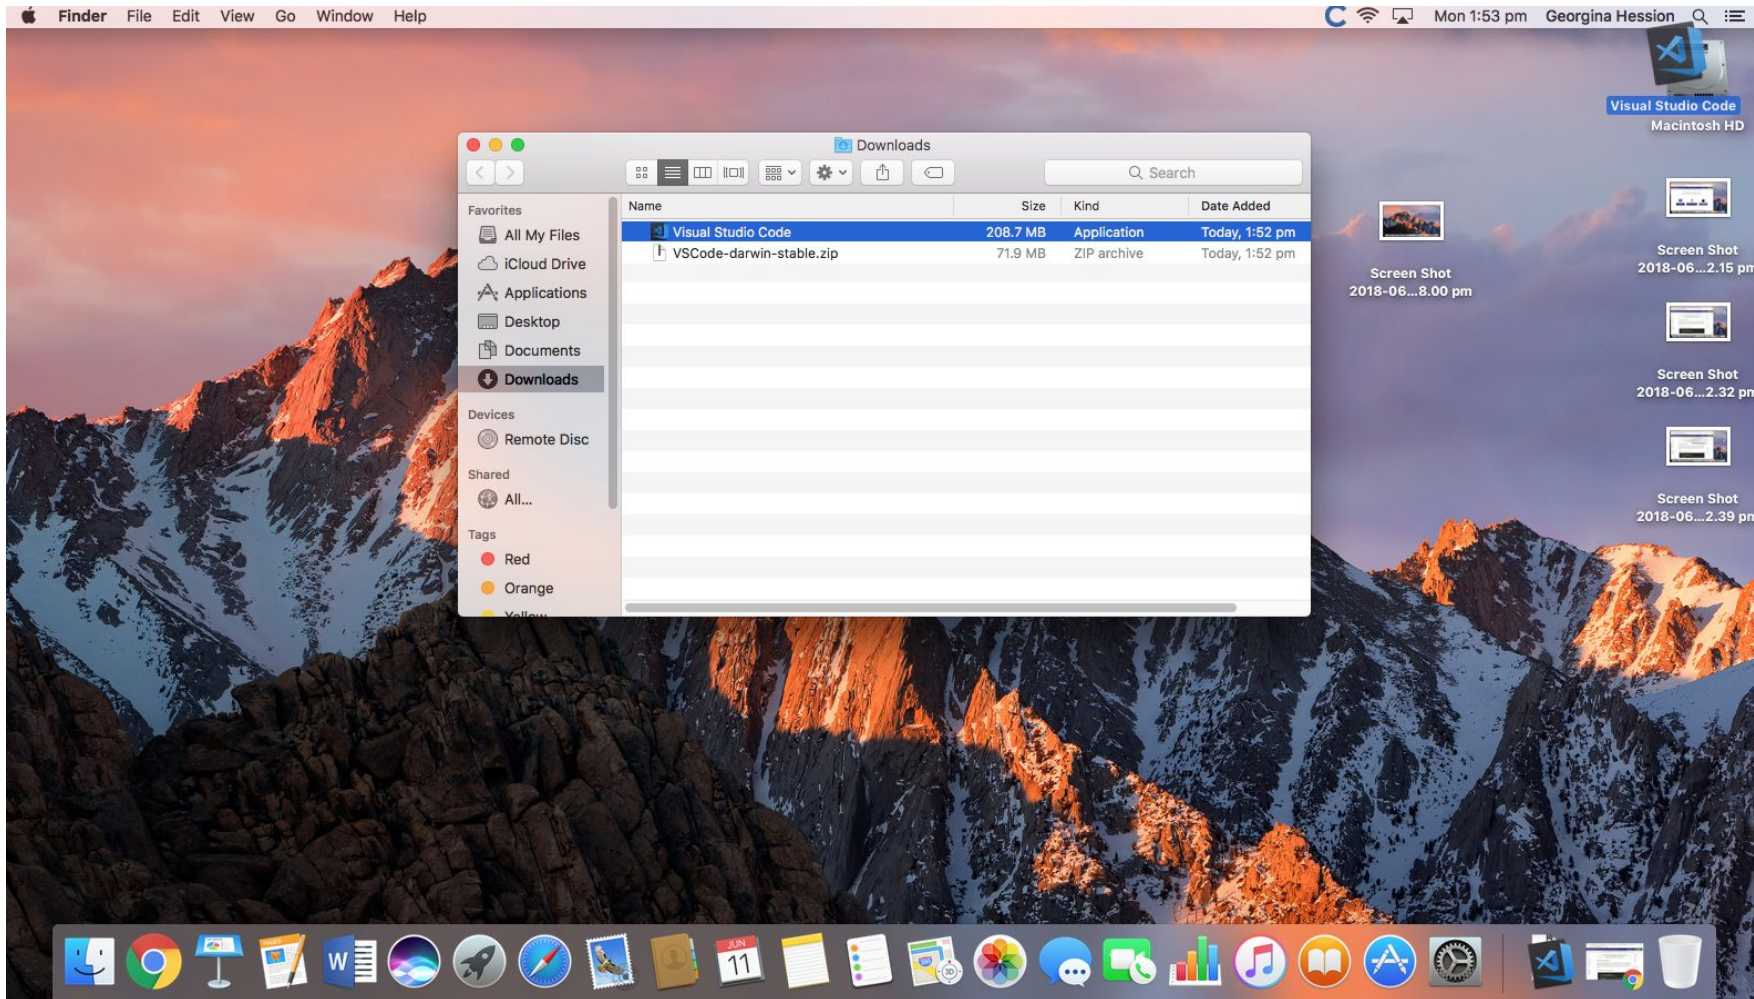 Finder File Edit View Go Window Help
Mon 1:53 pm Georgina Hession
Visual Studio Code
Macintosh HD
Downloads
Search
Favorites
All My Files
iCloud Drive
Applications
Desktop
Documents
Downloads
Devices
Remote Disc
Shared
All...
Tags
Red
Orange
Yellow
Name Size Kind Date Added
Visual Studio Code 208.7 MB Application Today, 1:52 pm
VSCode-darwin-stable.zip 71.9 MB ZIP archive Today, 1:52 pm
Screen Shot
2018-06...8.00 pm
Screen Shot
2018-06...2.15 pm
Screen Shot
2018-06...2.32 pm
Screen Shot
2018-06...2.39 pm
PAGES
W
JUN
11
3D